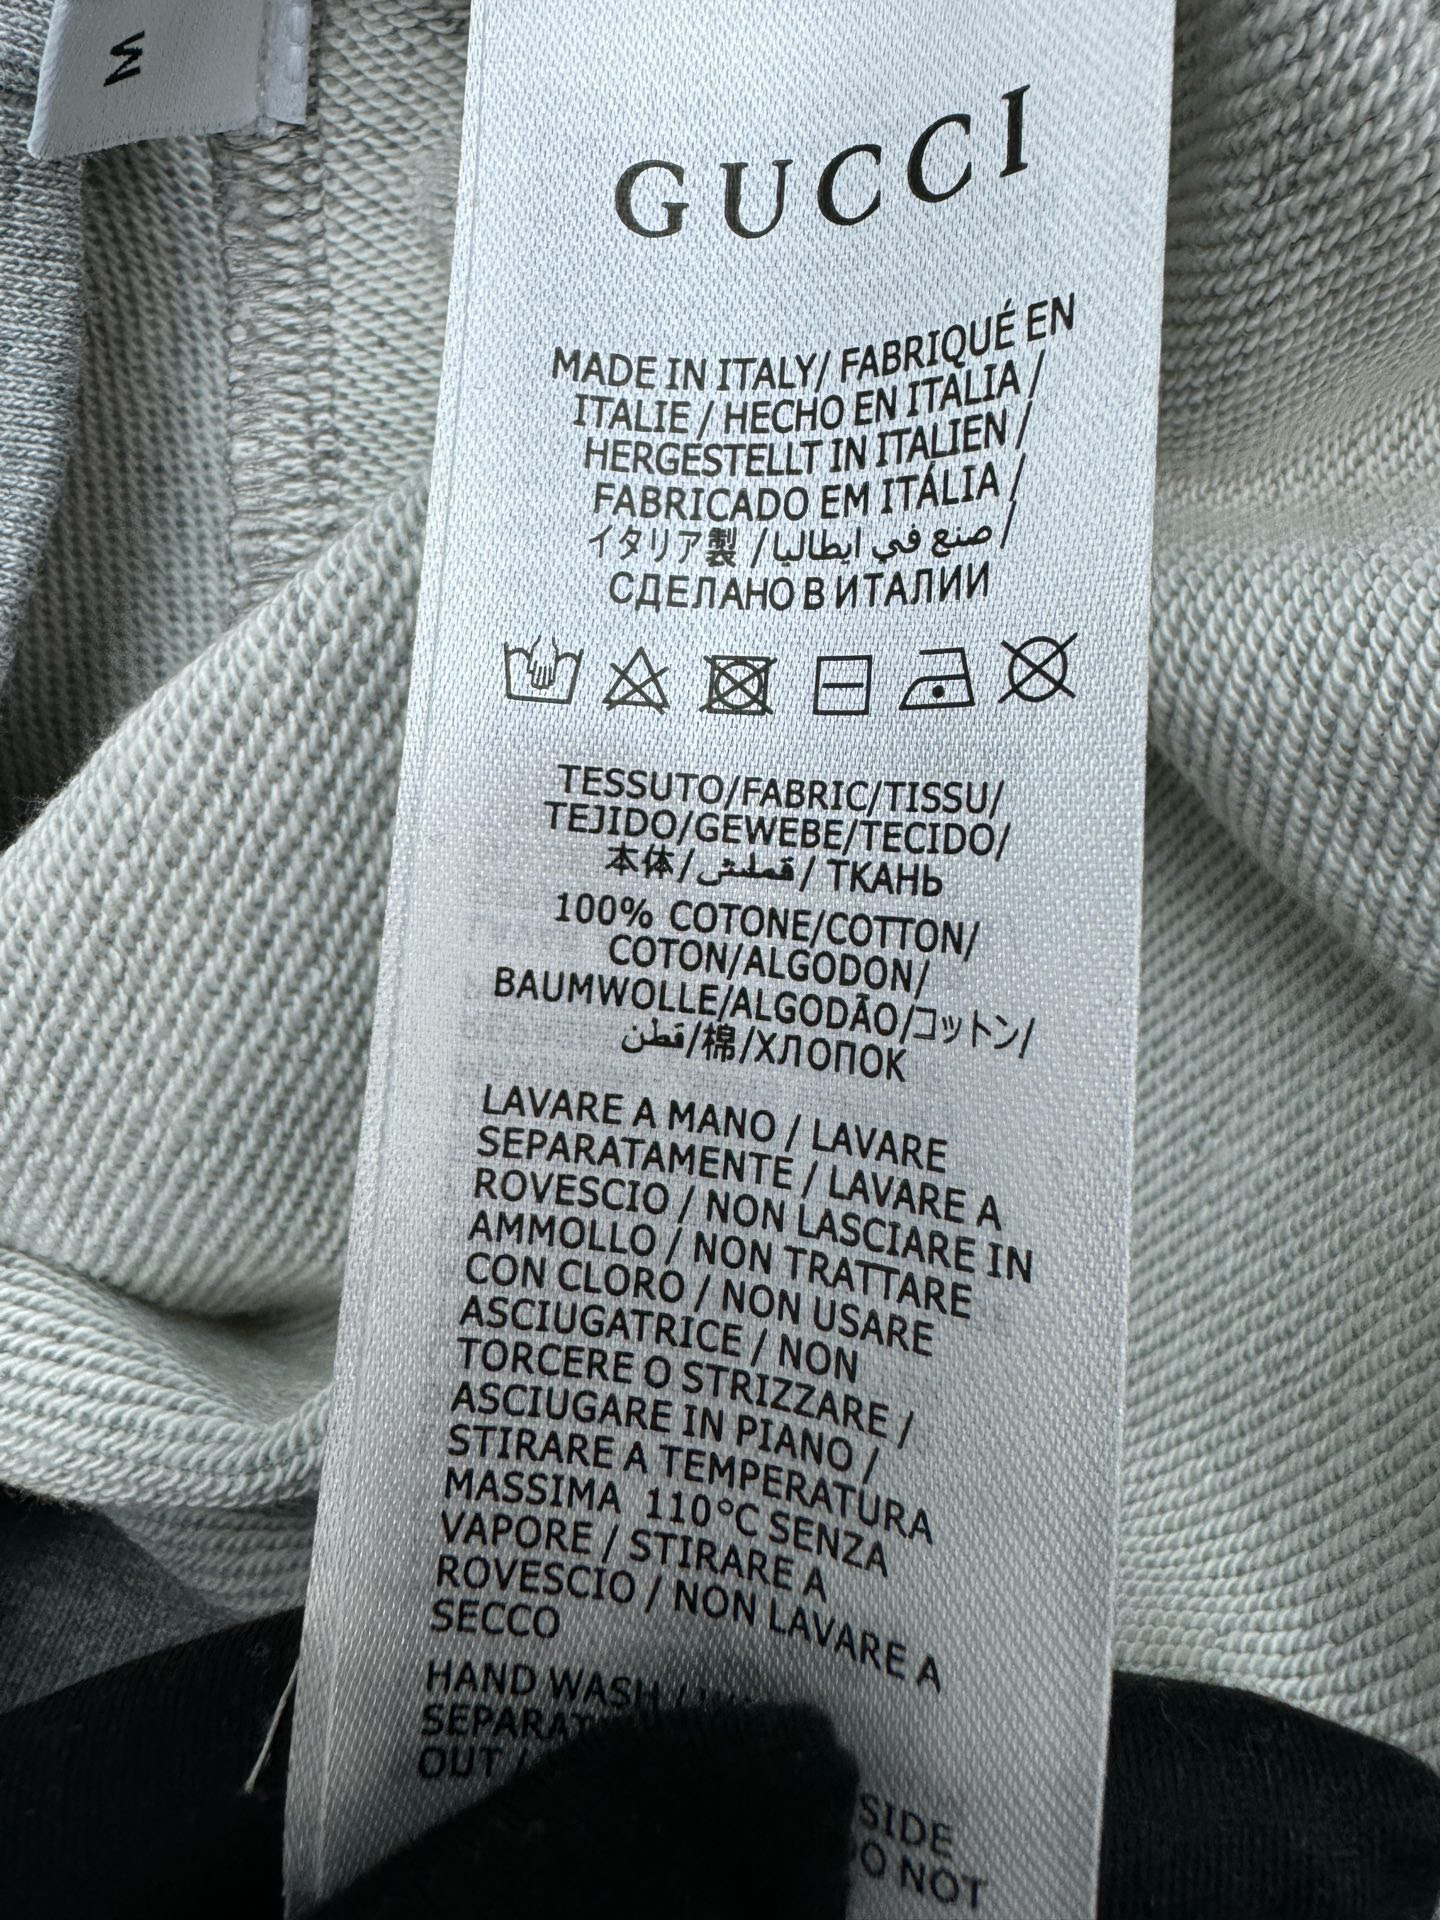 M
GUCCI
MADE IN ITALY/ FABRIQUÉ EN
ITALIE / HECHO EN ITALIA /
HERGESTELLT IN ITALIEN /
FABRICADO EM ITÁLIA /
イタリア製 / صنع في ايطاليا /
СДЕЛАНО В ИТАЛИИ
TESSUTO/FABRIC/TISSU/
TEJIDO/GEWEBE/TECIDO/
本体/قملىش/ ТКАНЬ
100% COTONE/COTTON/
COTON/ALGODON/
BAUMWOLLE/ALGODÃO/コットン/
قطن/棉/ХЛОПОК
LAVARE A MANO / LAVARE
SEPARATAMENTE / LAVARE A
ROVESCIO / NON LASCIARE IN
AMMOLLO / NON TRATTARE
CON CLORO / NON USARE
ASCIUGATRICE / NON
TORCERE O STRIZZARE /
ASCIUGARE IN PIANO /
STIRARE A TEMPERATURA
MASSIMA 110°C SENZA
VAPORE / STIRARE A
ROVESCIO / NON LAVARE A
SECCO
HAND WASH /
SEPARAT
OUT / SIDE
O NOT